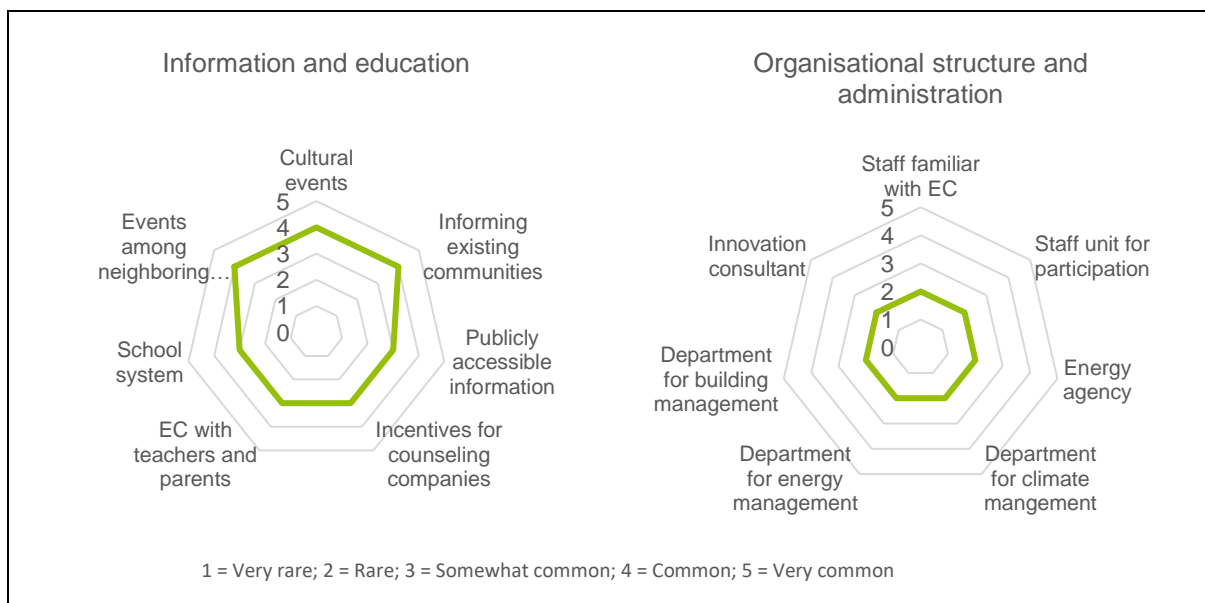 Information and education
Cultural
events
5
4
3
2
1
0
Informing
existing
communities
Publicly
accessible
information
Incentives for
counseling
companies
EC with
teachers and
parents
School
system
Events
among
neighboring…
Organisational structure and
administration
Staff familiar
with EC
5
4
3
2
1
0
Staff unit for
participation
Energy
agency
Department
for climate
mangement
Department
for energy
management
Department
for building
management
Innovation
consultant
1 = Very rare; 2 = Rare; 3 = Somewhat common; 4 = Common; 5 = Very common